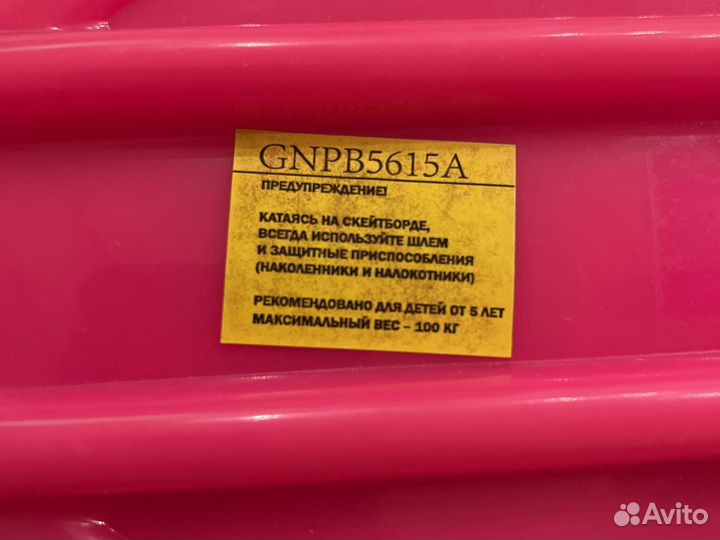 GNPB5615A
ПРЕДУПРЕЖДЕНИЕ!
КАТАЯСЬ НА СКЕЙТБОРДЕ,
ВСЕГДА ИСПОЛЬЗУЙТЕ ШЛЕМ
И ЗАЩИТНЫЕ ПРИСПОСОБЛЕНИЯ
(НАКОЛЕННИКИ И НАЛОКОТНИКИ)
РЕКОМЕНДОВАНО ДЛЯ ДЕТЕЙ ОТ 5 ЛЕТ
МАКСИМАЛЬНЫЙ ВЕС – 100 КГ
Avito